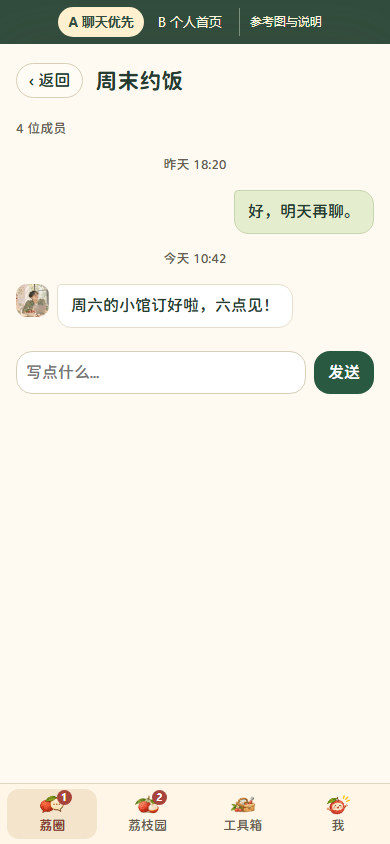 A 聊天优先 B 个人首页 参考图与说明
‹ 返回 周末约饭
4 位成员
昨天 18:20
好，明天再聊。
今天 10:42
周六的小馆订好啦，六点见！
写点什么... 发送
1 2
荔圈 荔枝园 工具箱 我